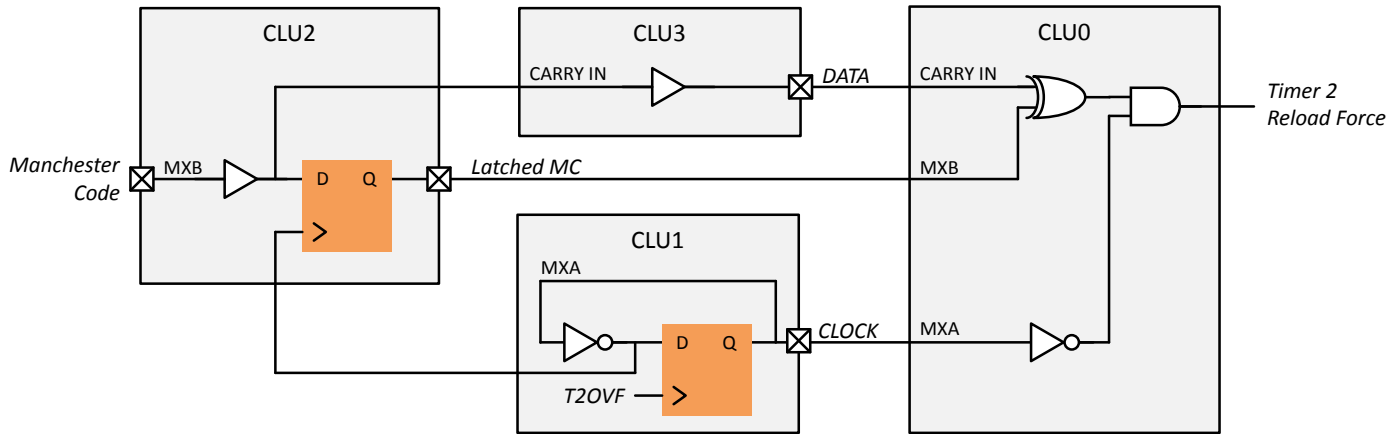 CLU2
CLU3
CLU0
CARRY IN
DATA
CARRY IN
Timer 2
Reload Force
Manchester
Code
MXB
D
Q
Latched MC
MXB
CLU1
MXA
CLOCK
MXA
D
Q
T2OVF